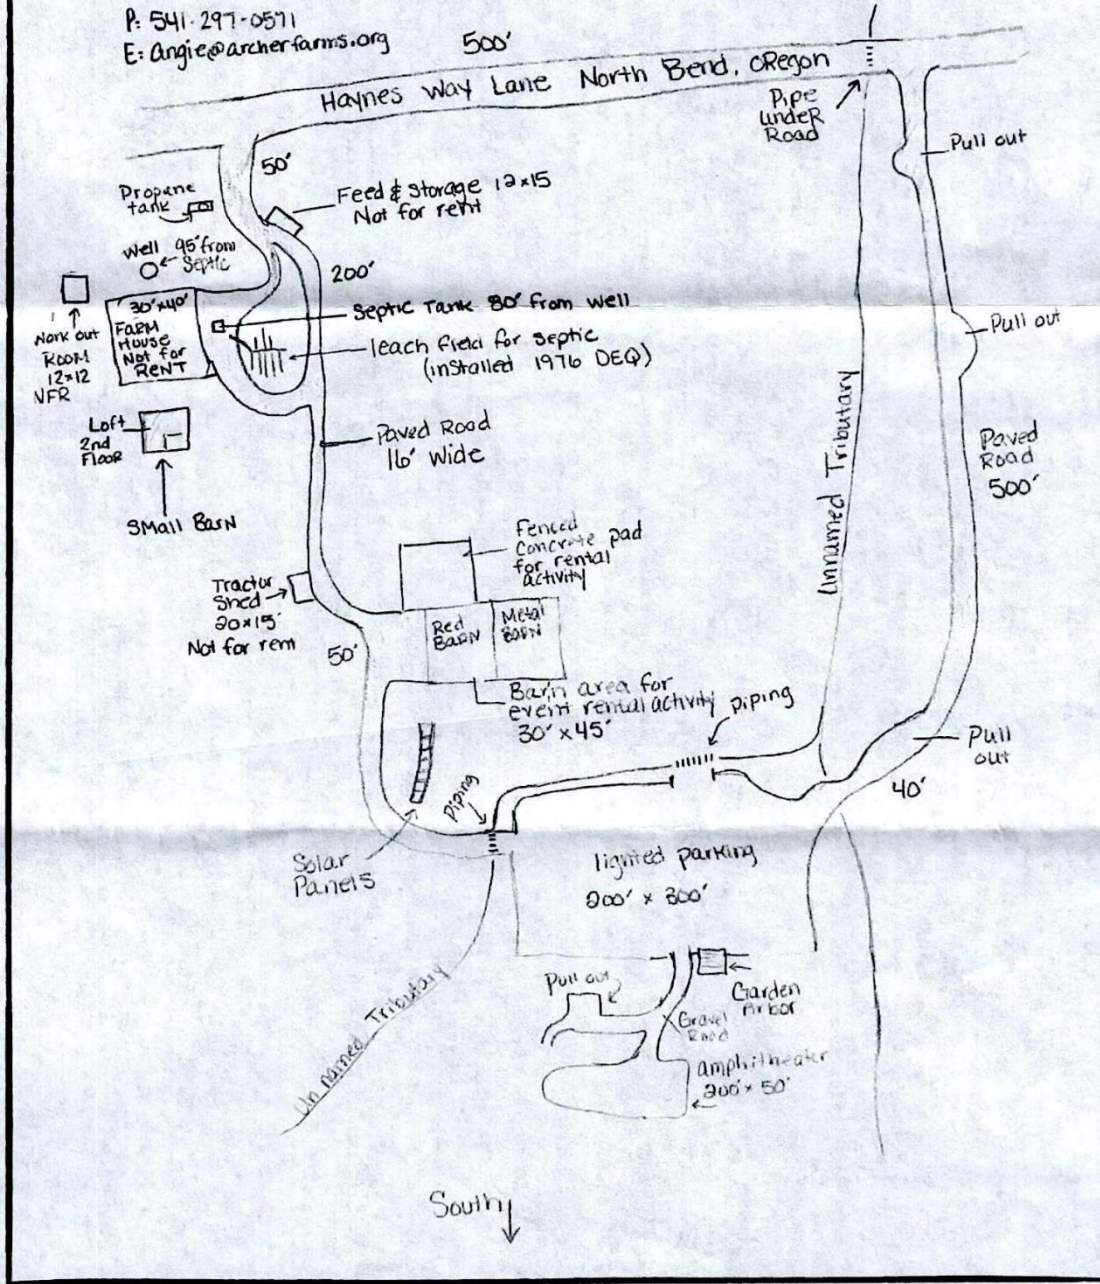 P: 541-297-0571
E: angie@archerfarms.org
500'
Haynes Way Lane North Bend, ORegon
Pipe
under
Road
Pull out
50'
Propane
tank
Feed & Storage 12x15
Not for rent
Well 95' from
Septic
200'
Work out
ROOM
12x12
NFR
30'x40'
FARM
House
Not for
RENT
Septic Tank 80' from well
leach field for septic
(installed 1976 DEQ)
Pull out
Loft
2nd
Floor
Small Barn
Paved Road
16' Wide
Unnamed Tributary
Paved
Road
500'
Fenced
Concrete pad
for rental
activity
Tractor
Shed
20x15
Not for rent
Red
Barn
Metal
Barn
50'
Barn area for
event rental activity
30' x 45'
piping
Pull
out
40'
Piping
Solar
Panels
lighted parking
200' x 300'
Unnamed Tributary
Pull out
Garden
Arbor
Gravel
Road
amphitheater
200' x 50'
South